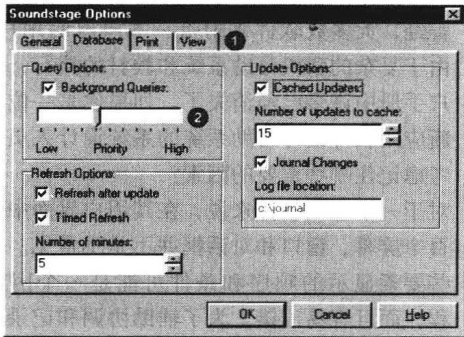 Soundstage Options
General Database Print View 1
Query Options:
Background Queries:
2
Low Priority High
Refresh Options:
Refresh after update
Timed Refresh
Number of minutes:
5
Update Options:
Cached Updates:
Number of updates to cache:
15
Journal Changes
Log file location:
c:\journal
OK Cancel Help